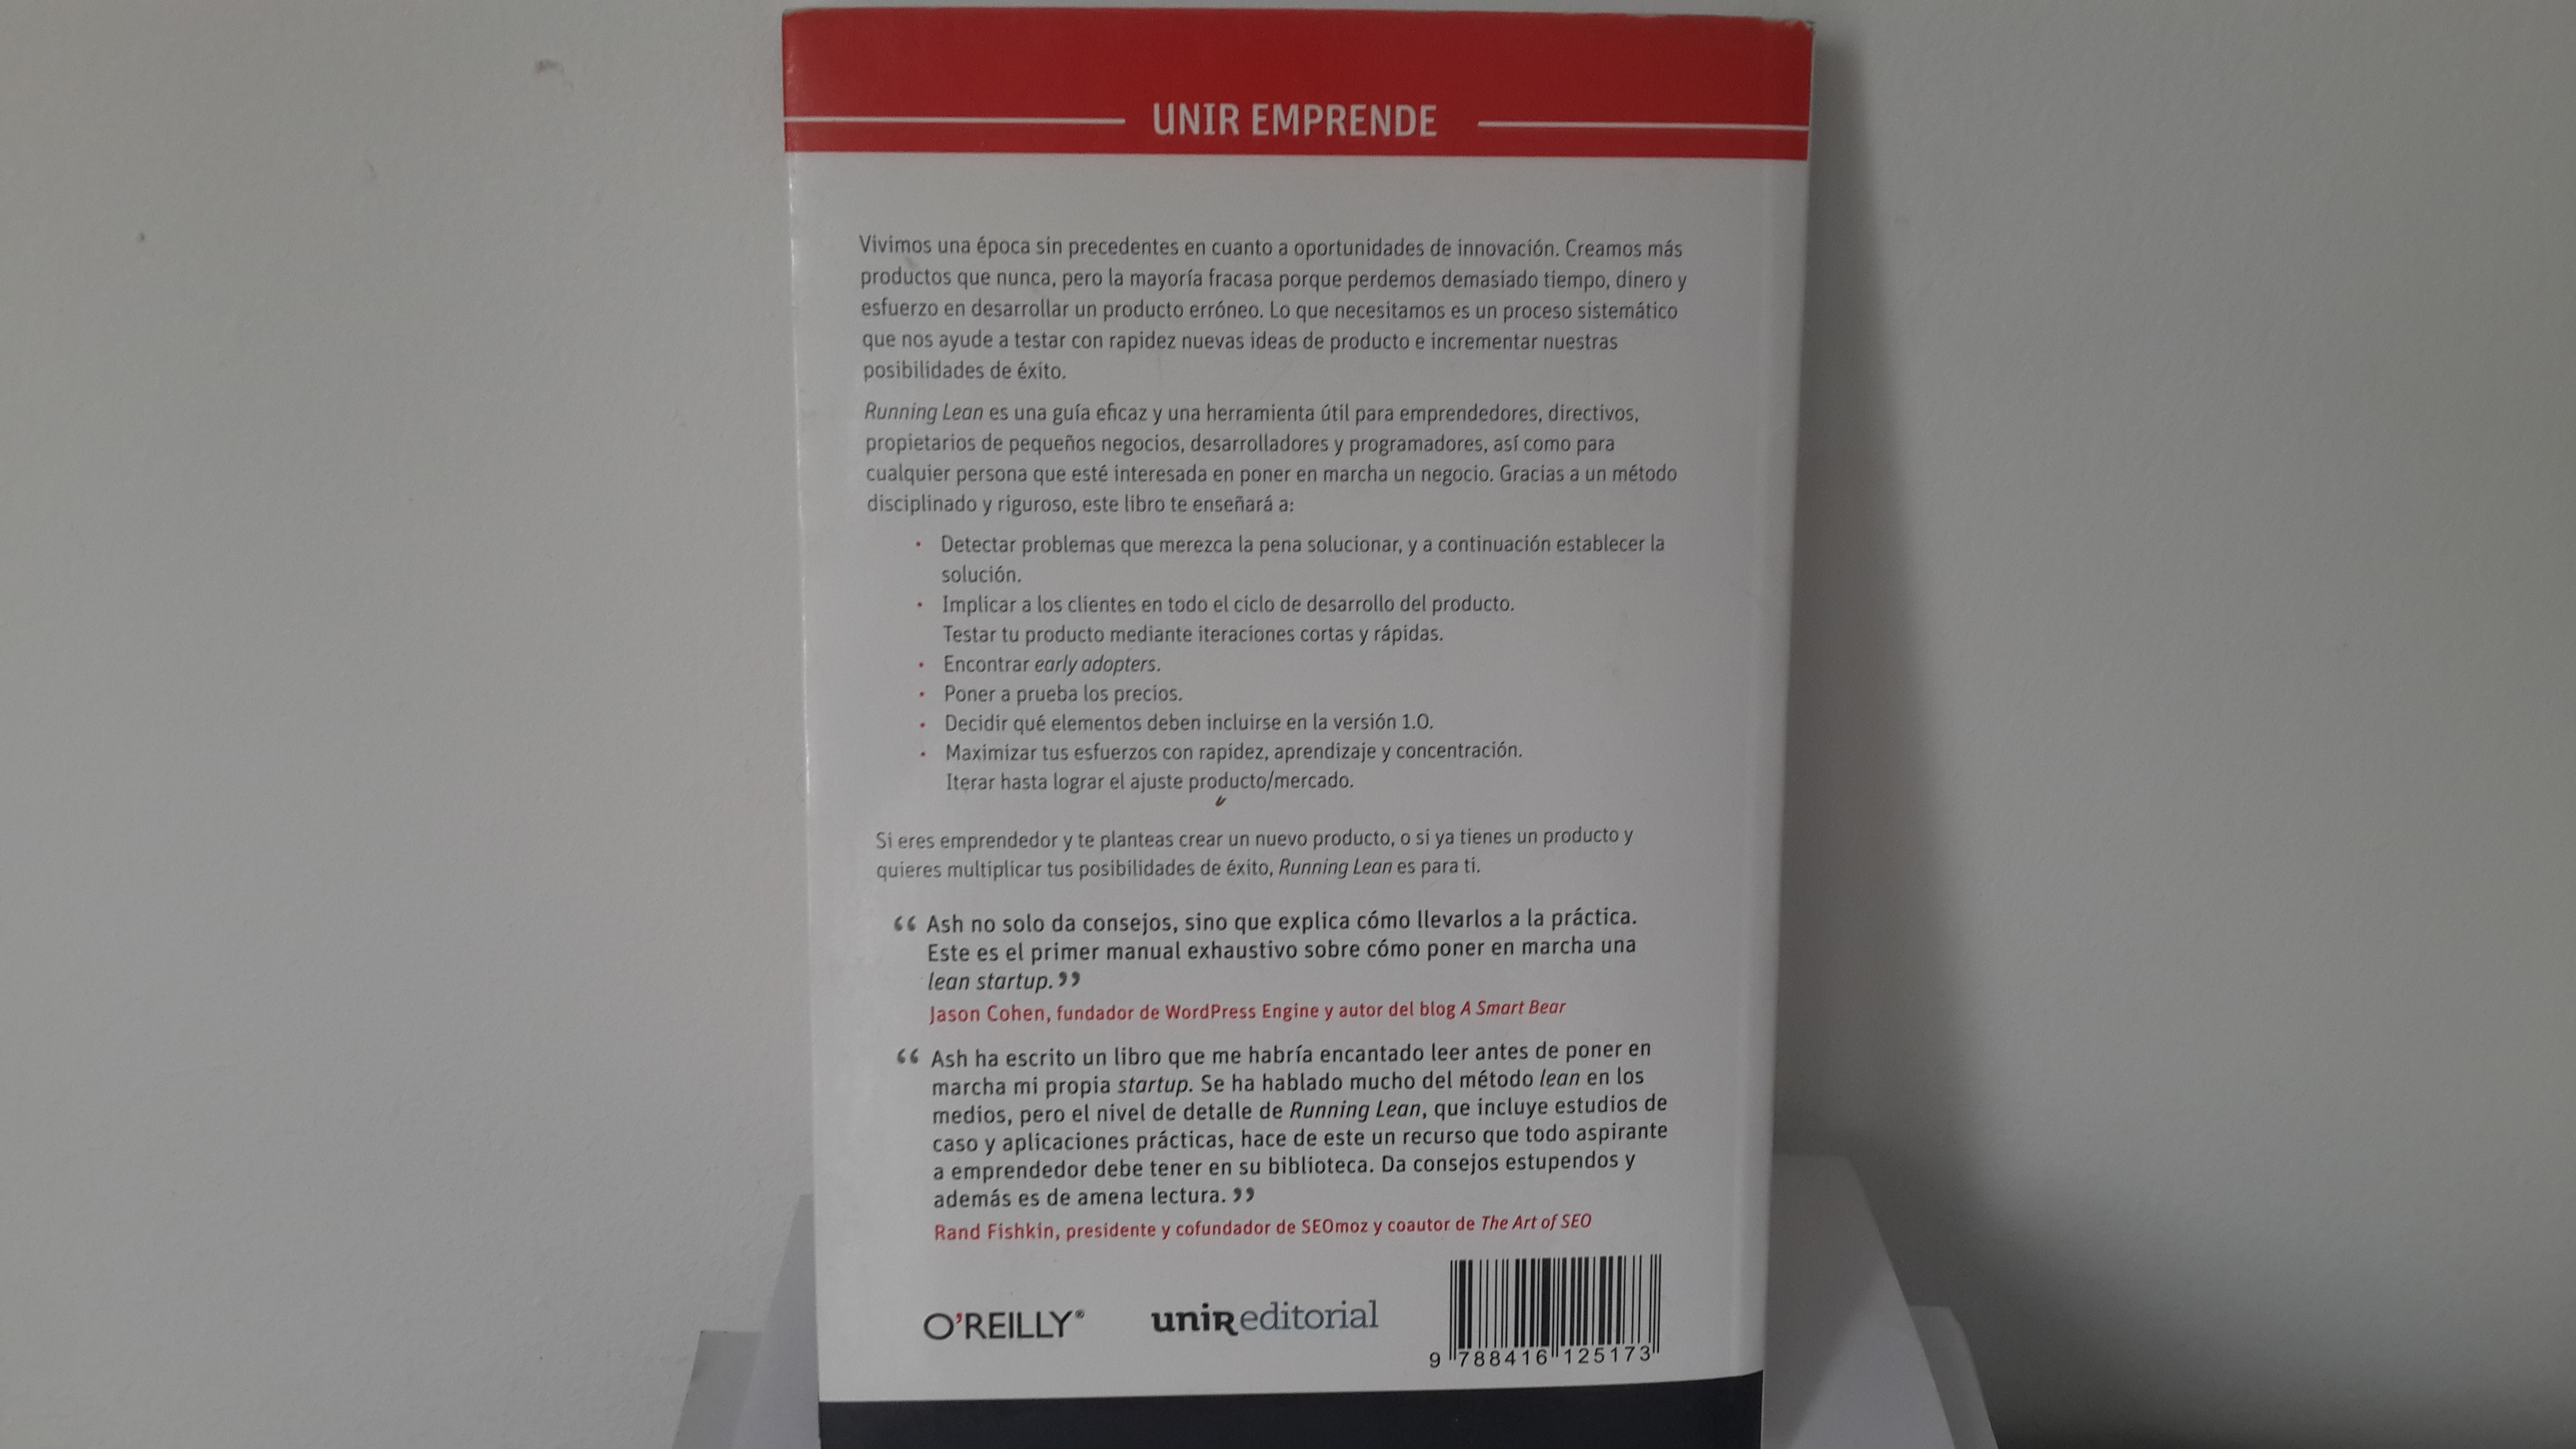 UNIR EMPRENDE
Vivimos una época sin precedentes en cuanto a oportunidades de innovación. Creamos más
productos que nunca, pero la mayoría fracasa porque perdemos demasiado tiempo, dinero y
esfuerzo en desarrollar un producto erróneo. Lo que necesitamos es un proceso sistemático
que nos ayude a testar con rapidez nuevas ideas de producto e incrementar nuestras
posibilidades de éxito.
Running Lean es una guía eficaz y una herramienta útil para emprendedores, directivos,
propietarios de pequeños negocios, desarrolladores y programadores, así como para
cualquier persona que esté interesada en poner en marcha un negocio. Gracias a un método
disciplinado y riguroso, este libro te enseñará a:
• Detectar problemas que merezca la pena solucionar, y a continuación establecer la
solución.
• Implicar a los clientes en todo el ciclo de desarrollo del producto.
Testar tu producto mediante iteraciones cortas y rápidas.
• Encontrar early adopters.
• Poner a prueba los precios.
• Decidir qué elementos deben incluirse en la versión 1.0.
• Maximizar tus esfuerzos con rapidez, aprendizaje y concentración.
Iterar hasta lograr el ajuste producto/mercado.
Si eres emprendedor y te planteas crear un nuevo producto, o si ya tienes un producto y
quieres multiplicar tus posibilidades de éxito, Running Lean es para ti.
“ Ash no solo da consejos, sino que explica cómo llevarlos a la práctica.
Este es el primer manual exhaustivo sobre cómo poner en marcha una
lean startup. ”
Jason Cohen, fundador de WordPress Engine y autor del blog A Smart Bear
“ Ash ha escrito un libro que me habría encantado leer antes de poner en
marcha mi propia startup. Se ha hablado mucho del método lean en los
medios, pero el nivel de detalle de Running Lean, que incluye estudios de
caso y aplicaciones prácticas, hace de este un recurso que todo aspirante
a emprendedor debe tener en su biblioteca. Da consejos estupendos y
además es de amena lectura. ”
Rand Fishkin, presidente y cofundador de SEOmoz y coautor de The Art of SEO
O'REILLY® unir editorial
9 788416 125173